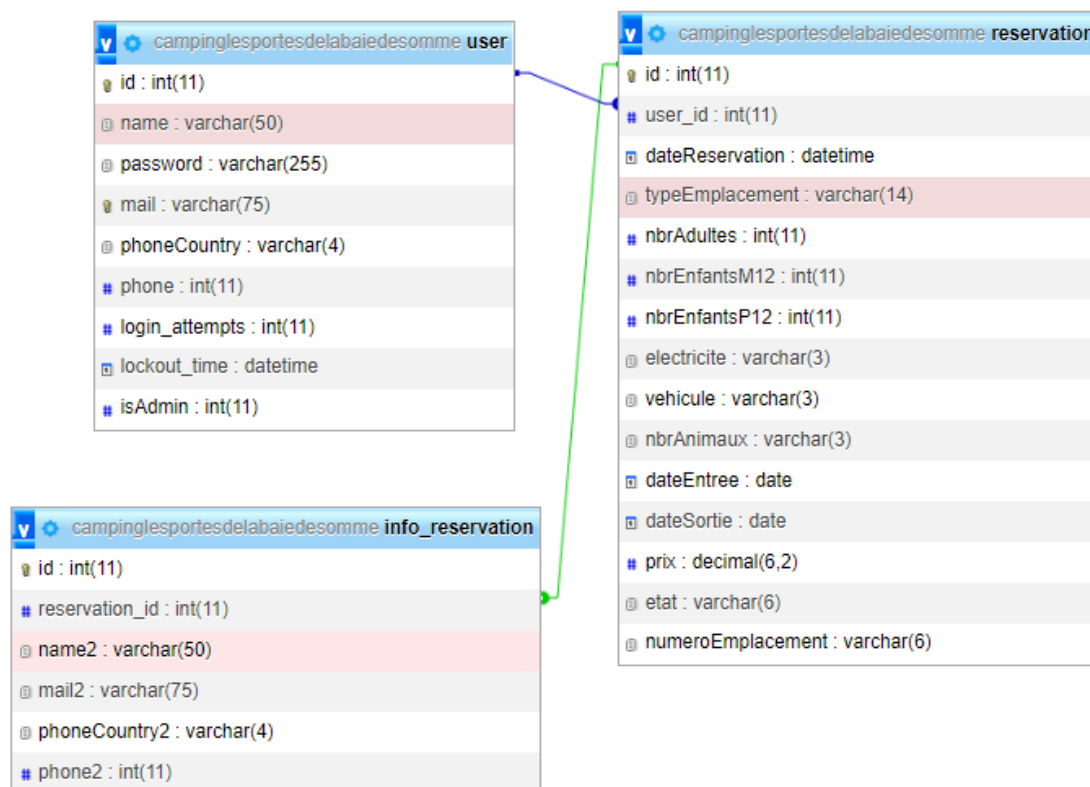 campinglesportesdelabaiedesomme user
id : int(11)
name : varchar(50)
password : varchar(255)
mail : varchar(75)
phoneCountry : varchar(4)
phone : int(11)
login_attempts : int(11)
lockout_time : datetime
isAdmin : int(11)
campinglesportesdelabaiedesomme reservation
id : int(11)
user_id : int(11)
dateReservation : datetime
typeEmplacement : varchar(14)
nbrAdultes : int(11)
nbrEnfantsM12 : int(11)
nbrEnfantsP12 : int(11)
electricite : varchar(3)
vehicule : varchar(3)
nbrAnimaux : varchar(3)
dateEntree : date
dateSortie : date
prix : decimal(6,2)
etat : varchar(6)
numeroEmplacement : varchar(6)
campinglesportesdelabaiedesomme info_reservation
id : int(11)
reservation_id : int(11)
name2 : varchar(50)
mail2 : varchar(75)
phoneCountry2 : varchar(4)
phone2 : int(11)